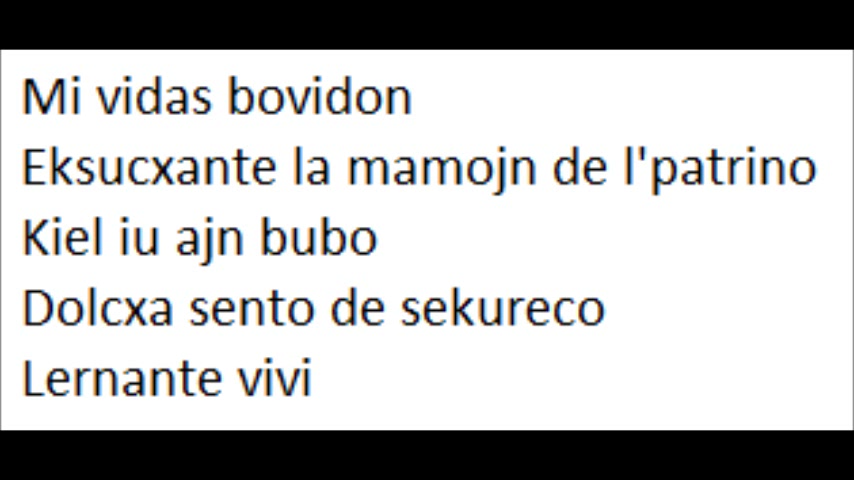 Mi vidas bovidon
Eksucxante la mamojn de l'patrino
Kiel iu ajn bubo
Dolcxa sento de sekureco
Lernante vivi